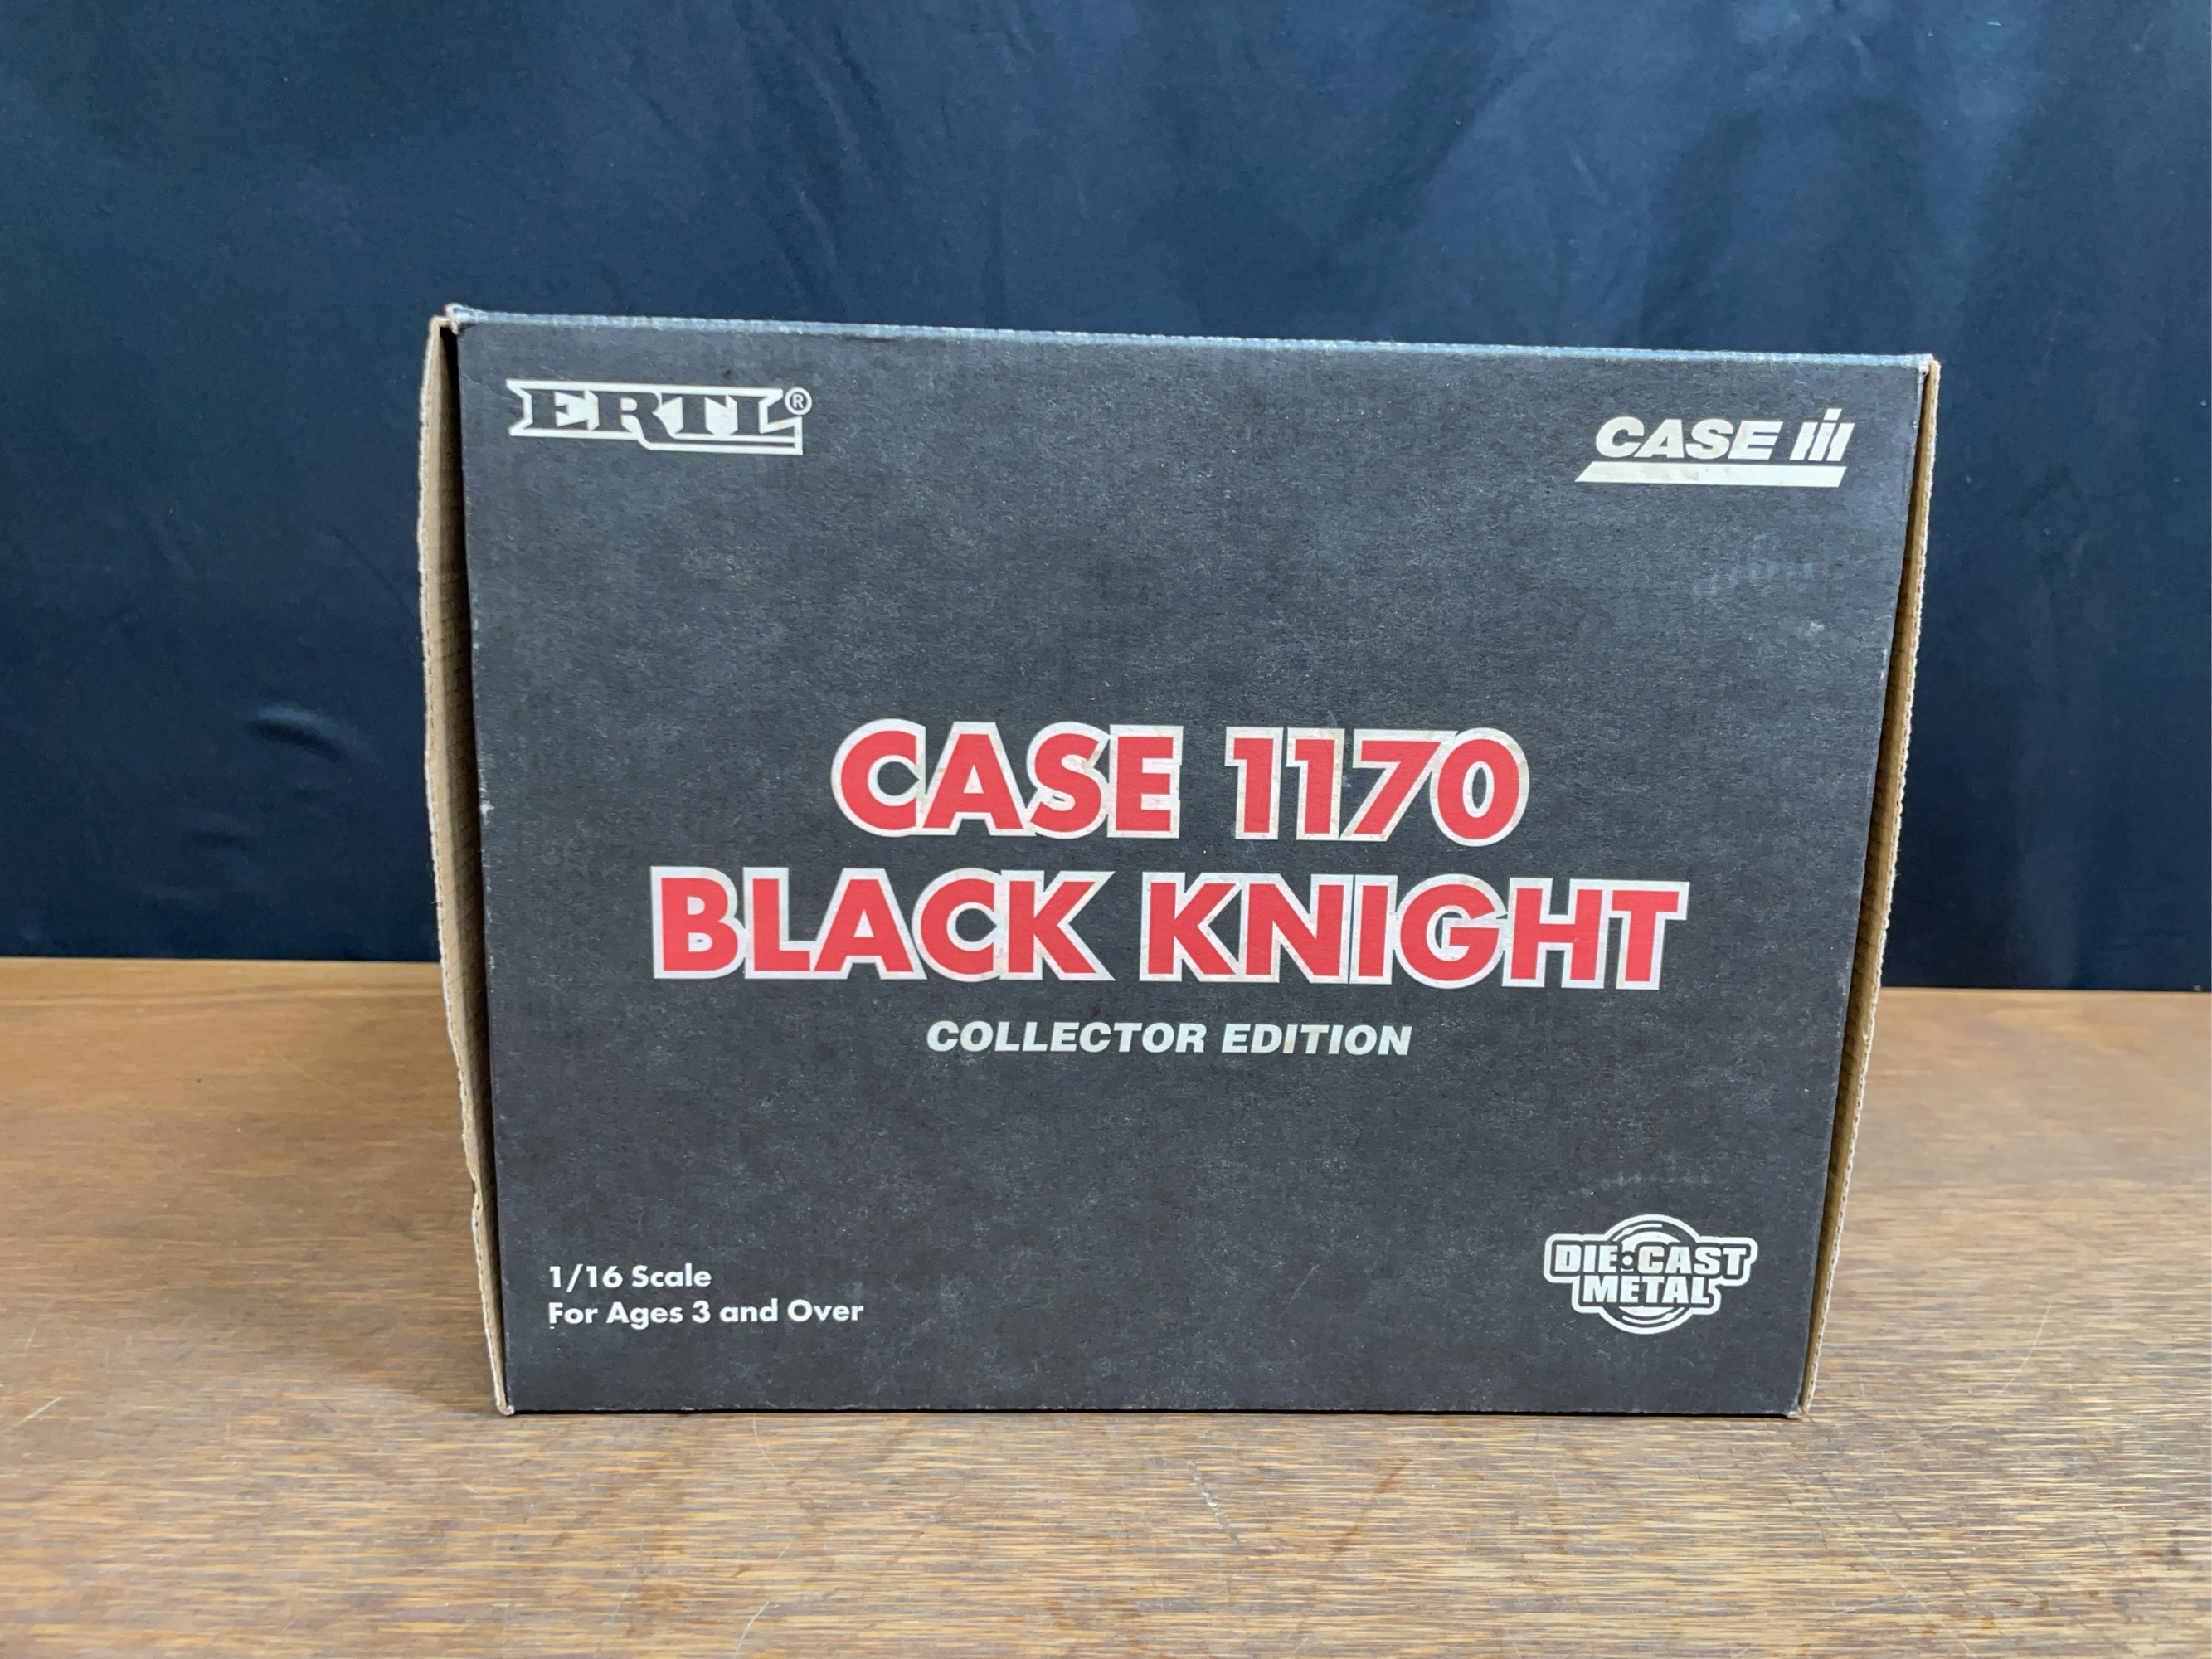 ERTL®
CASE IH
CASE 1170
BLACK KNIGHT
COLLECTOR EDITION
1/16 Scale
For Ages 3 and Over
DIE•CAST
METAL